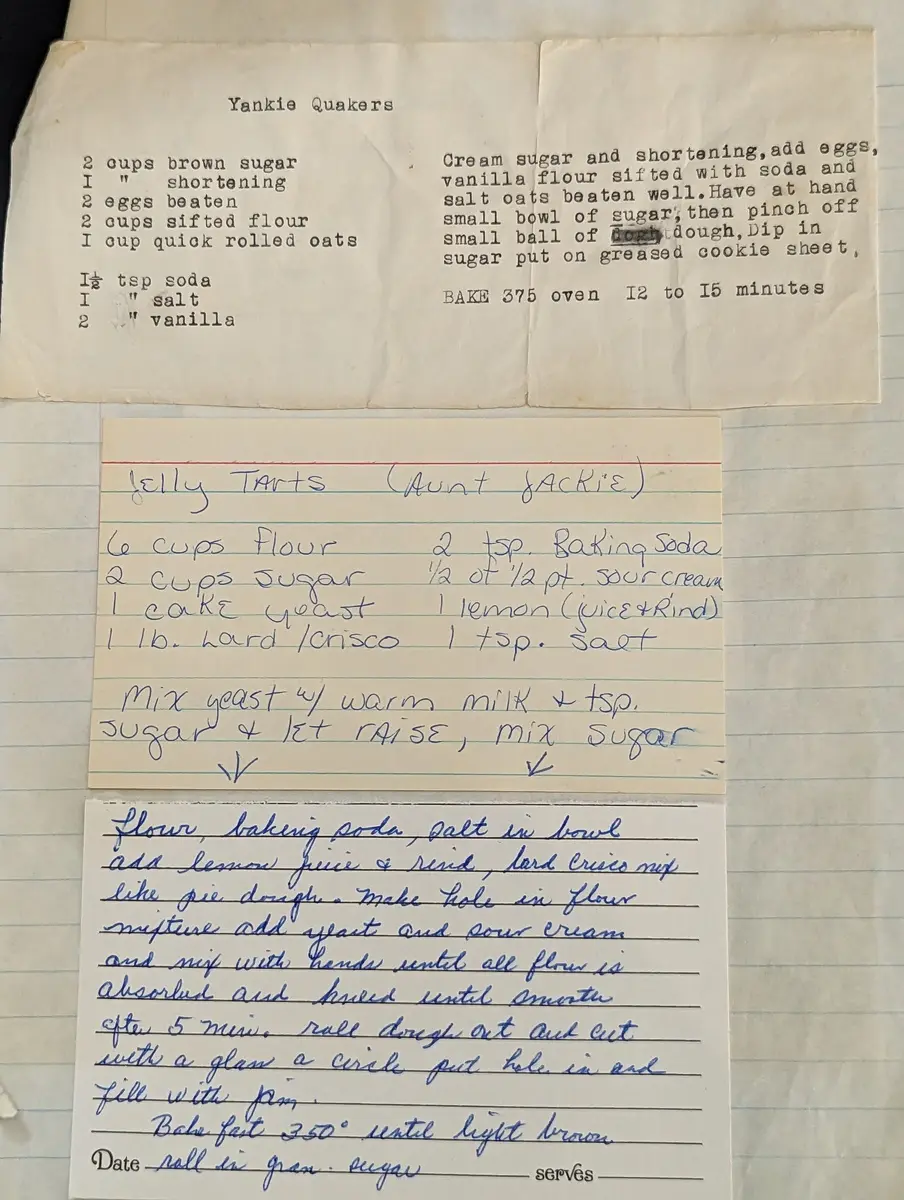 Yankie Quakers
2 cups brown sugar
I " shortening
2 eggs beaten
2 cups sifted flour
I cup quick rolled oats
I½ tsp soda
I " salt
2 " vanilla
Cream sugar and shortening,add eggs,
vanilla flour sifted with soda and
salt oats beaten well.Have at hand
small bowl of sugar,then pinch off
small ball of dough,Dip in
sugar put on greased cookie sheet,
BAKE 375 oven I2 to I5 minutes
Jelly Tarts (Aunt Jackie)
6 cups flour
2 cups sugar
1 cake yeast
1 lb. Lard/Crisco
2 tsp. Baking Soda
1/2 of 1/2 pt. sour cream
1 lemon (juice & Rind)
1 tsp. salt
Mix yeast w/ warm milk & tsp.
sugar & let raise, mix sugar
flour, baking soda, salt in bowl
add lemon juice & rind, lard Crisco mix
like pie dough. Make hole in flour
mixture add yeast and sour cream
and mix with hands until all flour is
absorbed and kneed until smooth
after 5 min. roll dough out and cut
with a glass a circle put hole in and
fill with jam.
Bake fast 350° until light brown
Date roll in gran. sugar serves